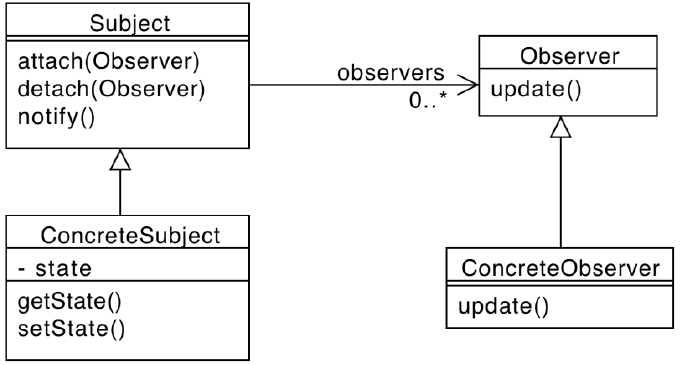 Subject
attach(Observer)
detach(Observer)
notify()
observers
0..*
Observer
update()
ConcreteSubject
- state
getState()
setState()
ConcreteObserver
update()